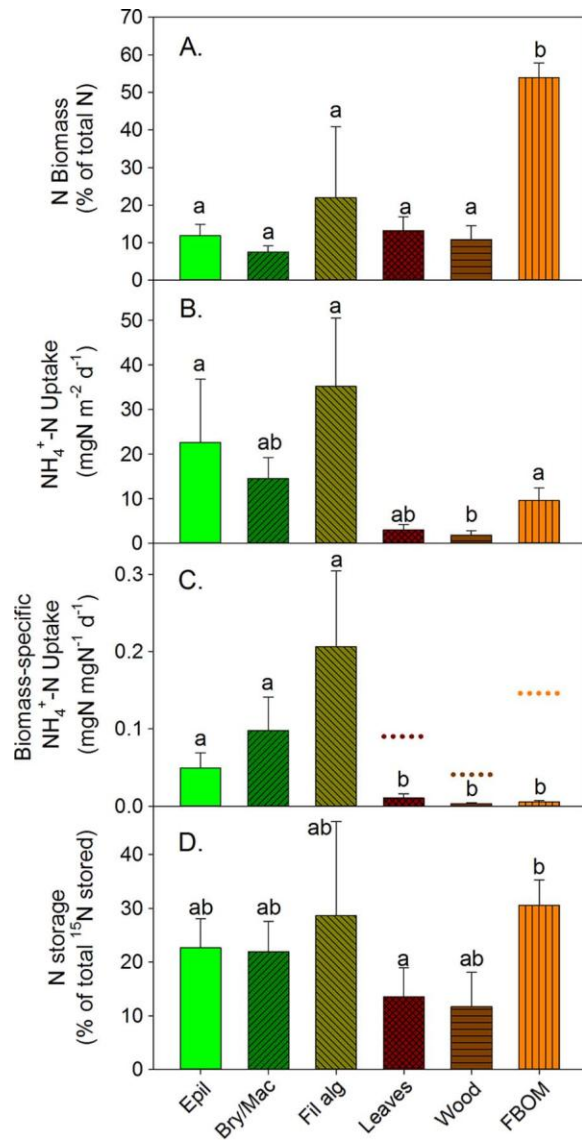 A.
N Biomass
(% of total N)
70
60
50
40
30
20
10
0
a
a
a
a
a
b
B.
NH₄⁺-N Uptake
(mgN m⁻² d⁻¹)
50
40
30
20
10
0
a
ab
a
ab
b
a
C.
Biomass-specific
NH₄⁺-N Uptake
(mgN mgN⁻¹ d⁻¹)
0.3
0.2
0.1
0.0
a
a
a
b
b
b
D.
N storage
(% of total ¹⁵N stored)
40
30
20
10
0
ab
ab
ab
a
ab
b
Epil
Bry/Mac
Fil alg
Leaves
Wood
FBOM